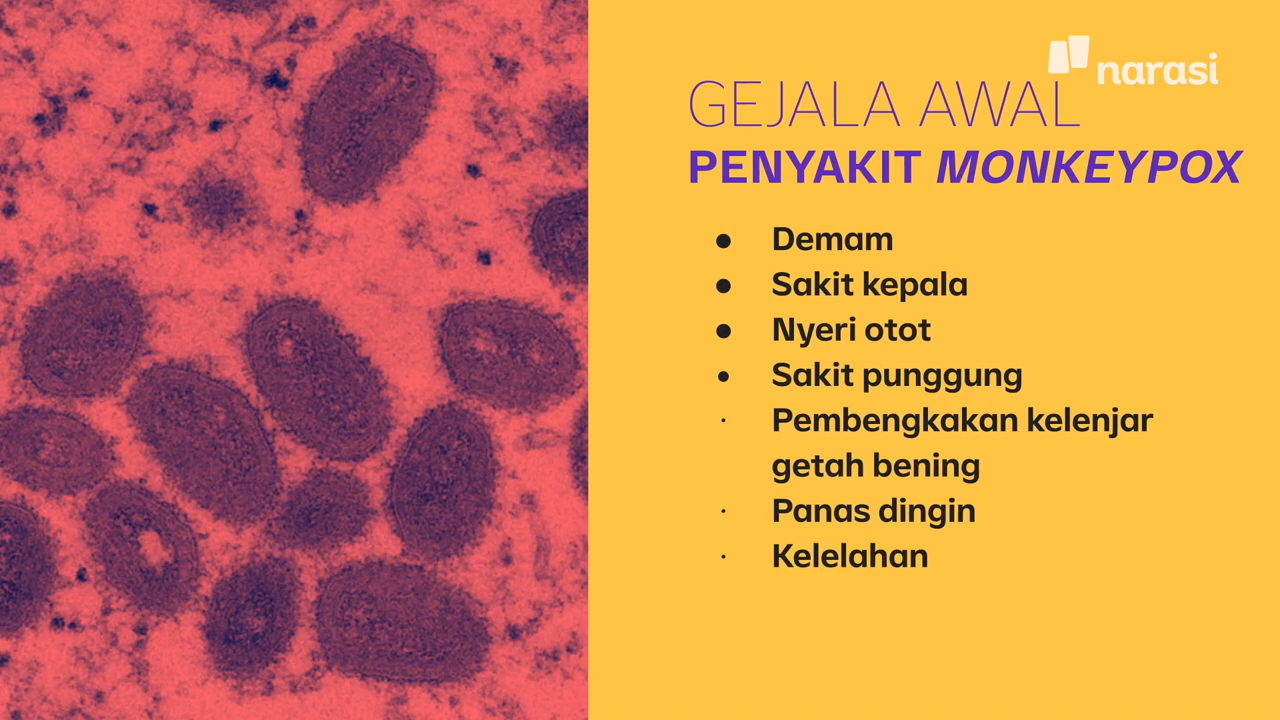 narasi
GEJALA AWAL
PENYAKIT MONKEYPOX
● Demam
● Sakit kepala
● Nyeri otot
• Sakit punggung
· Pembengkakan kelenjar
getah bening
· Panas dingin
· Kelelahan